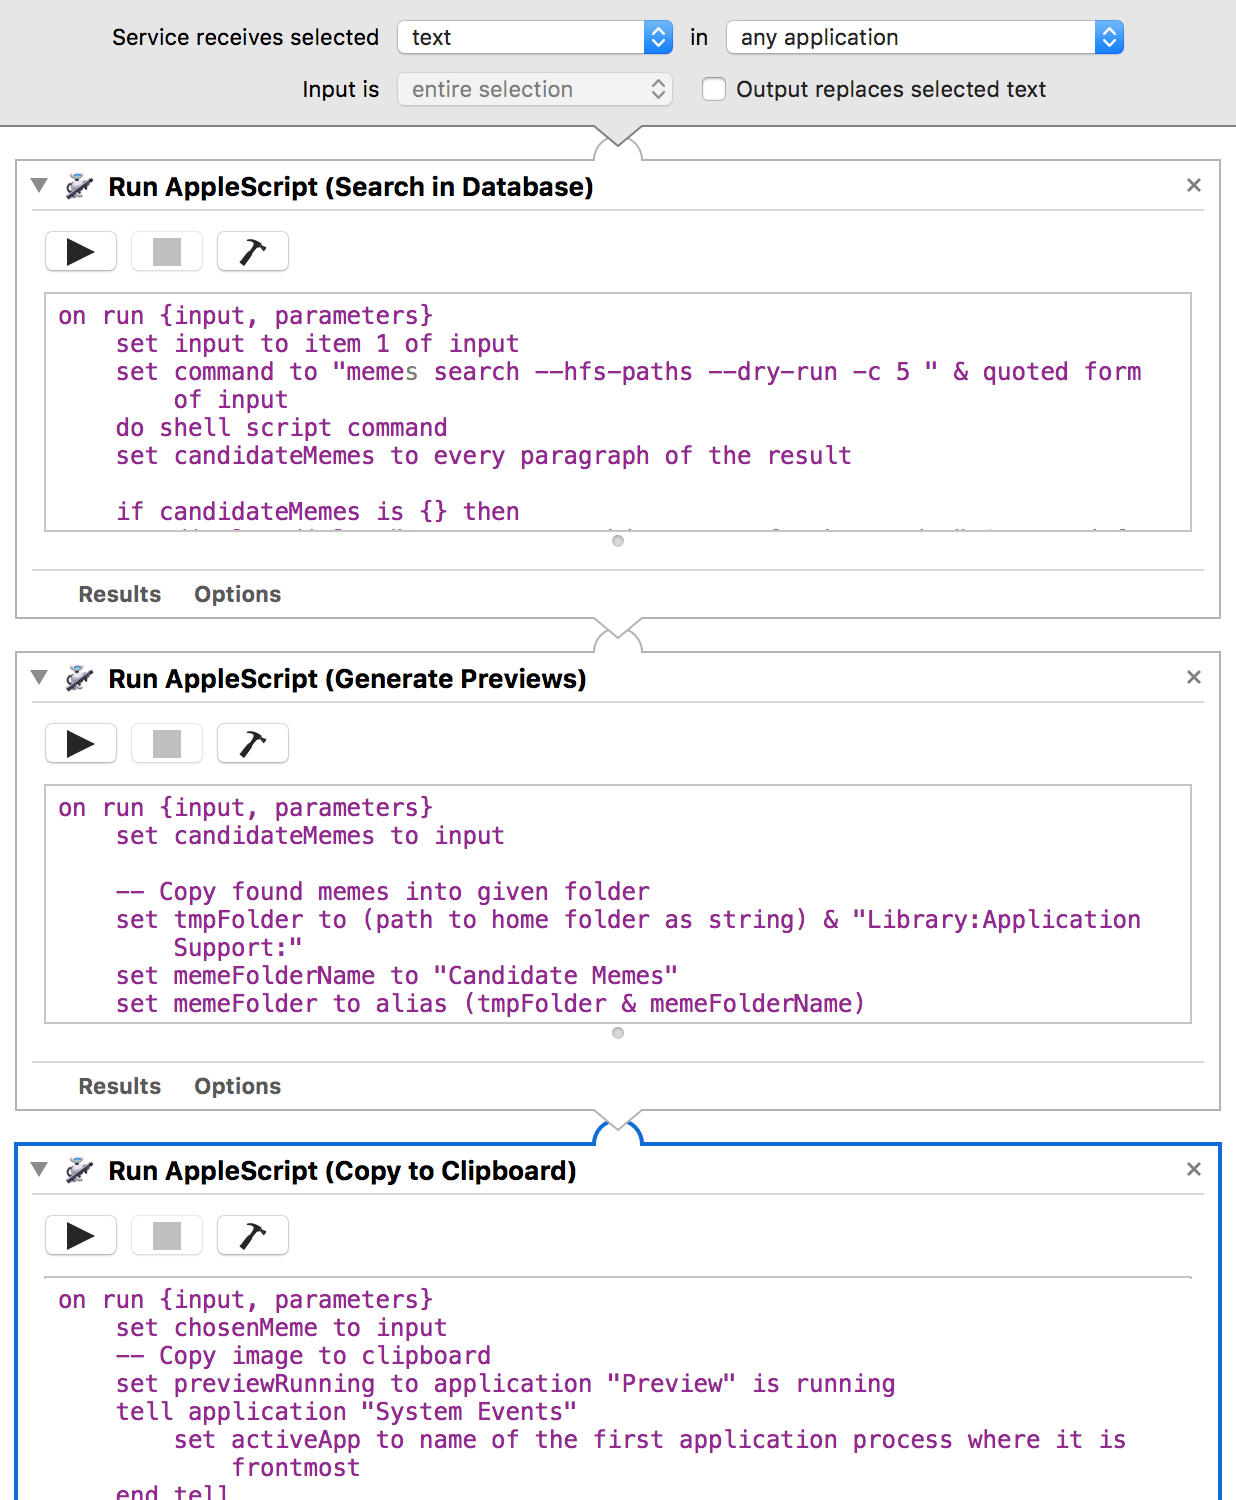 Service receives selected text in any application
Input is entire selection Output replaces selected text
Run AppleScript (Search in Database)
on run {input, parameters}
set input to item 1 of input
set command to "memes search --hfs-paths --dry-run -c 5 " & quoted form
of input
do shell script command
set candidateMemes to every paragraph of the result
if candidateMemes is {} then
Results Options
Run AppleScript (Generate Previews)
on run {input, parameters}
set candidateMemes to input
-- Copy found memes into given folder
set tmpFolder to (path to home folder as string) & "Library:Application
Support:"
set memeFolderName to "Candidate Memes"
set memeFolder to alias (tmpFolder & memeFolderName)
Results Options
Run AppleScript (Copy to Clipboard)
on run {input, parameters}
set chosenMeme to input
-- Copy image to clipboard
set previewRunning to application "Preview" is running
tell application "System Events"
set activeApp to name of the first application process where it is
frontmost
end tell